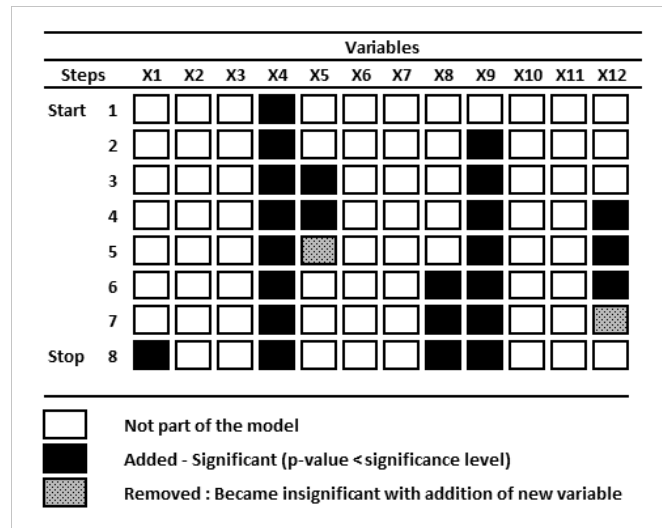 Variables
Steps X1 X2 X3 X4 X5 X6 X7 X8 X9 X10 X11 X12
Start 1
2
3
4
5
6
7
Stop 8
Not part of the model
Added - Significant (p-value < significance level)
Removed : Became insignificant with addition of new variable